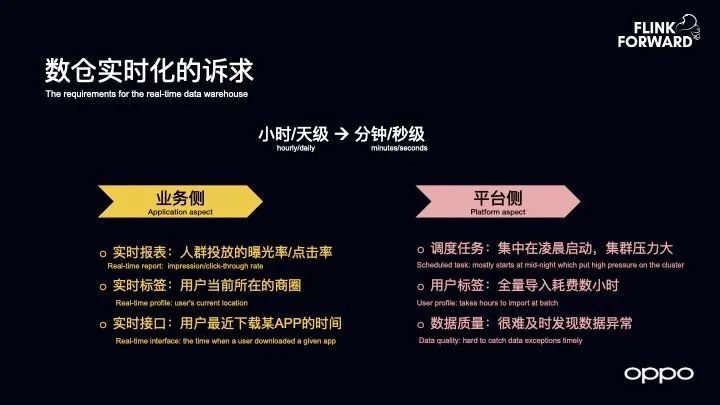 FLINK
FORWARD
数仓实时化的诉求
The requirements for the real-time data warehouse
小时/天级 → 分钟/秒级
hourly/daily minutes/seconds
业务侧
Application aspect
实时报表：人群投放的曝光率/点击率
Real-time report: impression/click-through rate
实时标签：用户当前所在的商圈
Real-time profile: user's current location
实时接口：用户最近下载某APP的时间
Real-time interface: the time when a user downloaded a given app
平台侧
Platform aspect
调度任务：集中在凌晨启动，集群压力大
Scheduled task: mostly starts at mid-night which put high pressure on the cluster
用户标签：全量导入耗费数小时
User profile: takes hours to import at batch
数据质量：很难及时发现数据异常
Data quality: hard to catch data exceptions timely
oppo